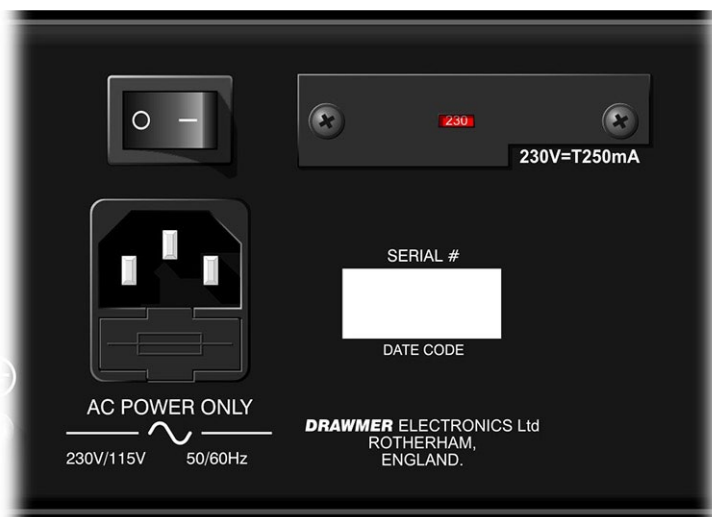 O —
230
230V=T250mA
SERIAL #
DATE CODE
AC POWER ONLY
230V/115V 50/60Hz
DRAWMER ELECTRONICS Ltd
ROTHERHAM,
ENGLAND.